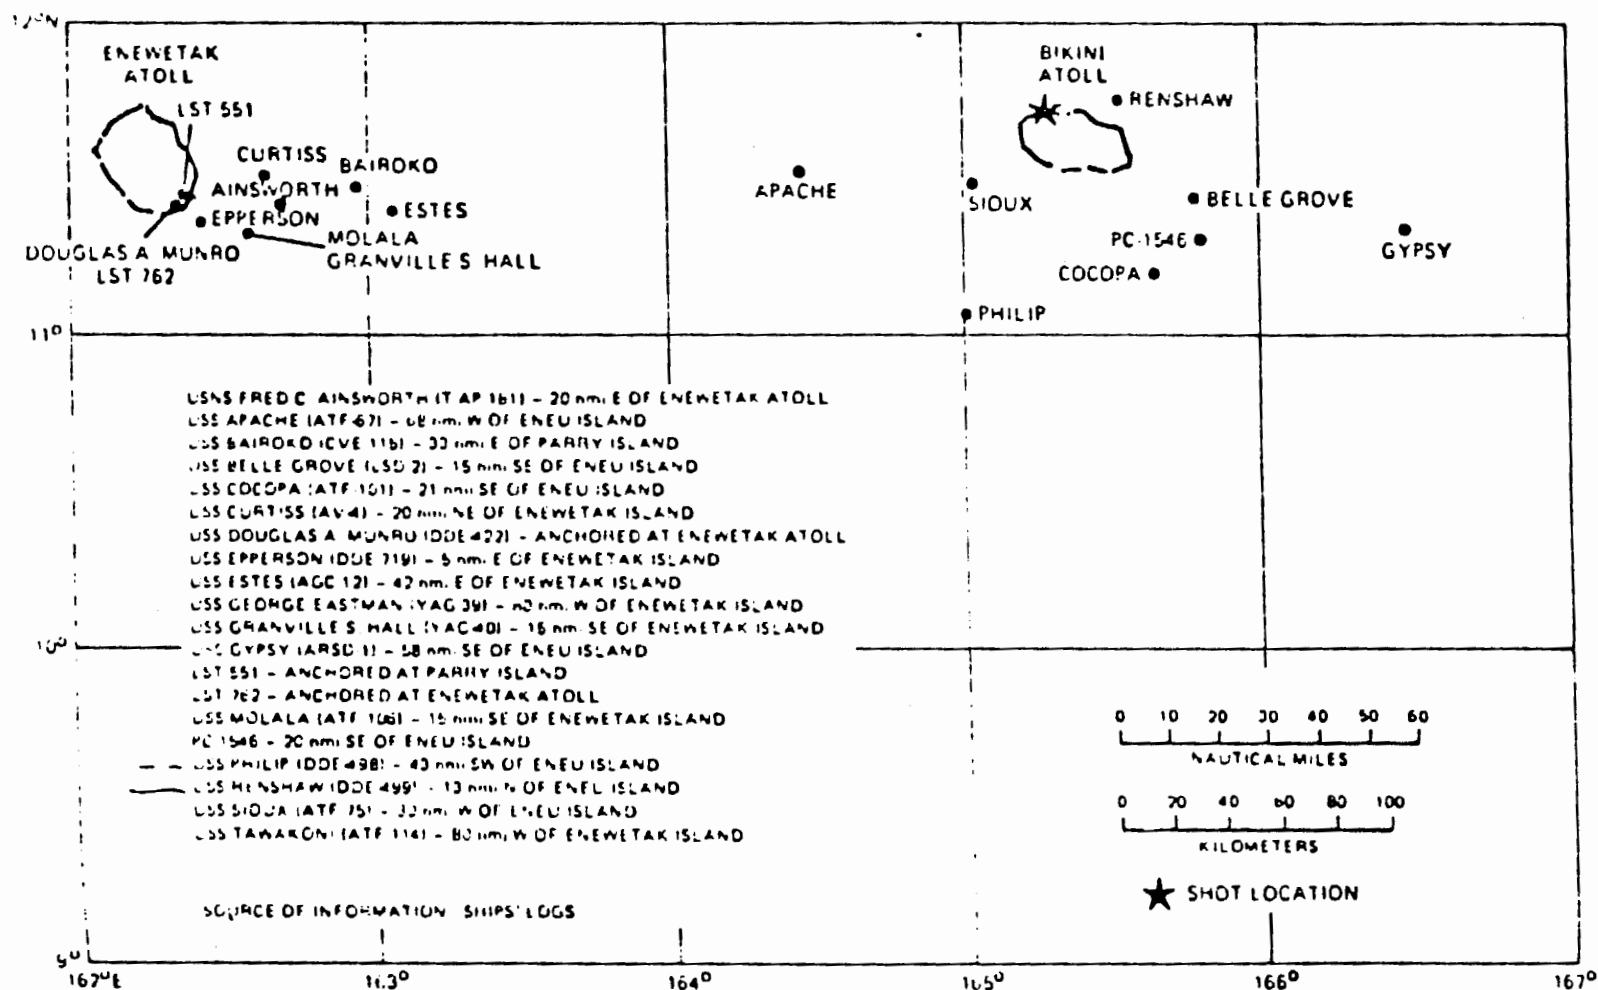 12°N
ENEWETAK
ATOLL
BIKINI
ATOLL
LST 551
RENSHAW
CURTISS
BAIROKO
AINSWORTH
APACHE
SIOUX
BELLE GROVE
EPPERSON
ESTES
DOUGLAS A. MUNRO
LST 762
MOLALA
GRANVILLE S HALL
PC-1546
GYPSY
COCOPA
PHILIP
11°
USNS FRED C AINSWORTH (T AP 181) - 20 nmi E OF ENEWETAK ATOLL
USS APACHE (ATF-67) - 68 nmi W OF ENEU ISLAND
USS BAIROKO (CVE 115) - 33 nmi E OF PARRY ISLAND
USS BELLE GROVE (LSD 2) - 15 nmi SE OF ENEU ISLAND
USS COCOPA (ATF 101) - 21 nmi SE OF ENEU ISLAND
USS CURTISS (AV-4) - 20 nmi NE OF ENEWETAK ISLAND
USS DOUGLAS A MUNRO (DDE 422) - ANCHORED AT ENEWETAK ATOLL
USS EPPERSON (DDE 719) - 5 nmi E OF ENEWETAK ISLAND
USS ESTES (AGC 12) - 42 nmi E OF ENEWETAK ISLAND
USS GEORGE EASTMAN (YAG 39) - nmi W OF ENEWETAK ISLAND
USS GRANVILLE S HALL (YAG-40) - 16 nmi SE OF ENEWETAK ISLAND
10°
USS GYPSY (ARSD 1) - 58 nmi SE OF ENEU ISLAND
LST 551 - ANCHORED AT PARRY ISLAND
LST 762 - ANCHORED AT ENEWETAK ATOLL
USS MOLALA (ATF 106) - 15 nmi SE OF ENEWETAK ISLAND
PC 1546 - 20 nmi SE OF ENEU ISLAND
USS PHILIP (DDE 498) - 43 nmi SW OF ENEU ISLAND
USS RENSHAW (DDE 499) - 13 nmi N OF ENEU ISLAND
USS SIOUX (ATF 75) - 30 nmi W OF ENEU ISLAND
USS TAWAKONI (ATF 114) - 80 nmi W OF ENEWETAK ISLAND
0 10 20 30 40 50 60
NAUTICAL MILES
0 20 40 60 80 100
KILOMETERS
SHOT LOCATION
SOURCE OF INFORMATION SHIPS' LOGS
9°
167°E
163°
164°
165°
166°
167°